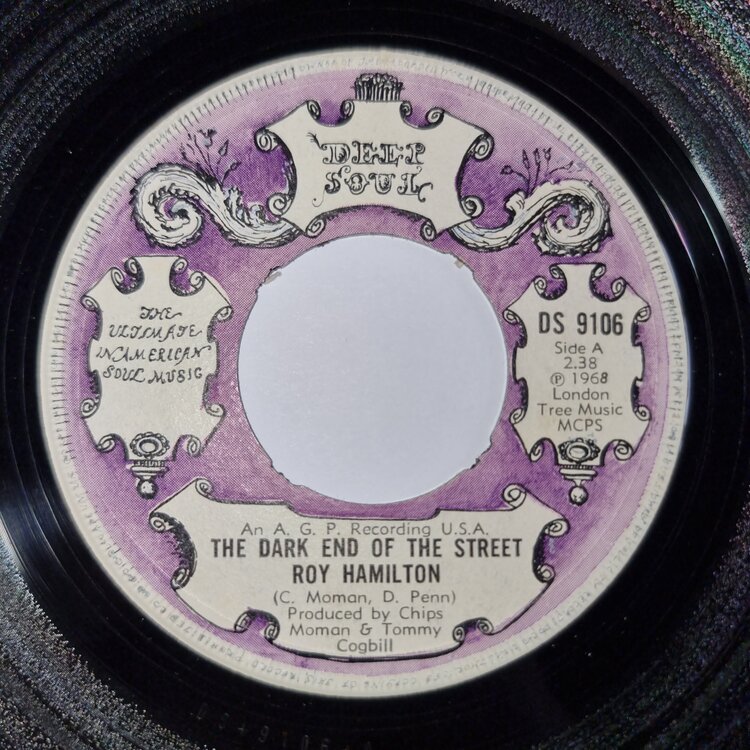 DEEP
SOUL
THE
ULTIMATE
IN AMERICAN
SOUL MUSIC
DS 9106
Side A
2.38
℗ 1968
London
Tree Music
MCPS
An A. G. P. Recording U.S.A.
THE DARK END OF THE STREET
ROY HAMILTON
(C. Moman, D. Penn)
Produced by Chips
Moman & Tommy
Cogbill